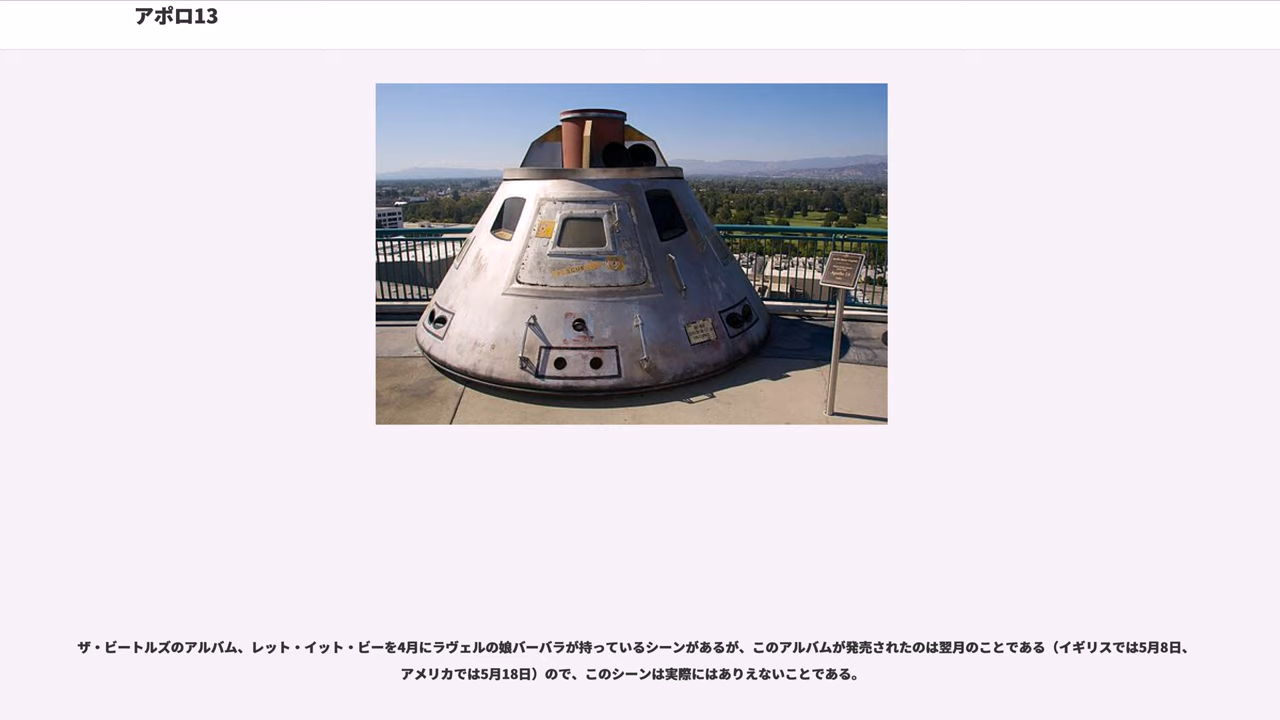 アポロ13
Apollo 13
ザ・ビートルズのアルバム、レット・イット・ビーを4月にラヴェルの娘バーバラが持っているシーンがあるが、このアルバムが発売されたのは翌月のことである（イギリスでは5月8日、
アメリカでは5月18日）ので、このシーンは実際にはありえないことである。